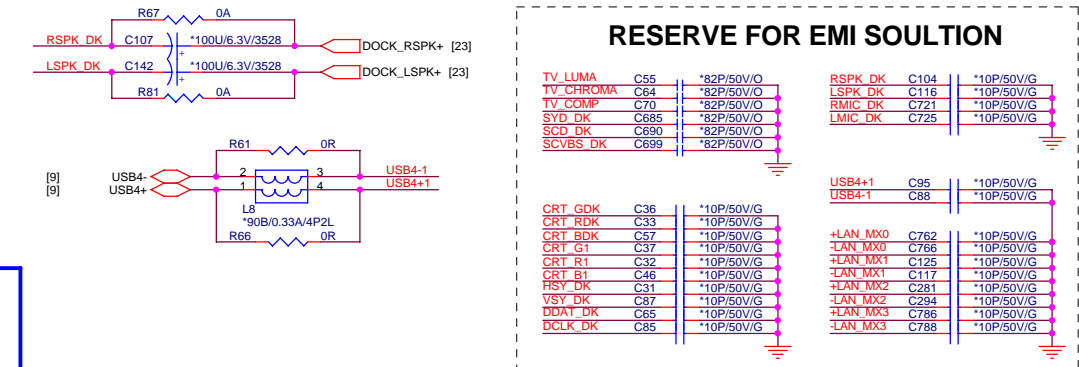 R67 0A
RSPK_DK C107 *100U/6.3V/3528 DOCK_RSPK+ [23]
+
LSPK_DK C142 *100U/6.3V/3528 DOCK_LSPK+ [23]
+
R81 0A
R61 0R
[9] USB4- 2 3 USB4-1
[9] USB4+ 1 4 USB4+1
L8
*90B/0.33A/4P2L
R66 0R
RESERVE FOR EMI SOULTION
TV_LUMA C55 *82P/50V/O
TV_CHROMA C64 *82P/50V/O
TV_COMP C70 *82P/50V/O
SYD_DK C685 *82P/50V/O
SCD_DK C690 *82P/50V/O
SCVBS_DK C699 *82P/50V/O
CRT_GDK C36 *10P/50V/G
CRT_RDK C33 *10P/50V/G
CRT_BDK C57 *10P/50V/G
CRT_G1 C37 *10P/50V/G
CRT_R1 C32 *10P/50V/G
CRT_B1 C46 *10P/50V/G
HSY_DK C31 *10P/50V/G
VSY_DK C87 *10P/50V/G
DDAT_DK C65 *10P/50V/G
DCLK_DK C85 *10P/50V/G
RSPK_DK C104 *10P/50V/G
LSPK_DK C116 *10P/50V/G
RMIC_DK C721 *10P/50V/G
LMIC_DK C725 *10P/50V/G
USB4+1 C95 *10P/50V/G
USB4-1 C88 *10P/50V/G
+LAN_MX0 C762 *10P/50V/G
-LAN_MX0 C766 *10P/50V/G
+LAN_MX1 C125 *10P/50V/G
-LAN_MX1 C117 *10P/50V/G
+LAN_MX2 C281 *10P/50V/G
-LAN_MX2 C294 *10P/50V/G
+LAN_MX3 C786 *10P/50V/G
-LAN_MX3 C788 *10P/50V/G